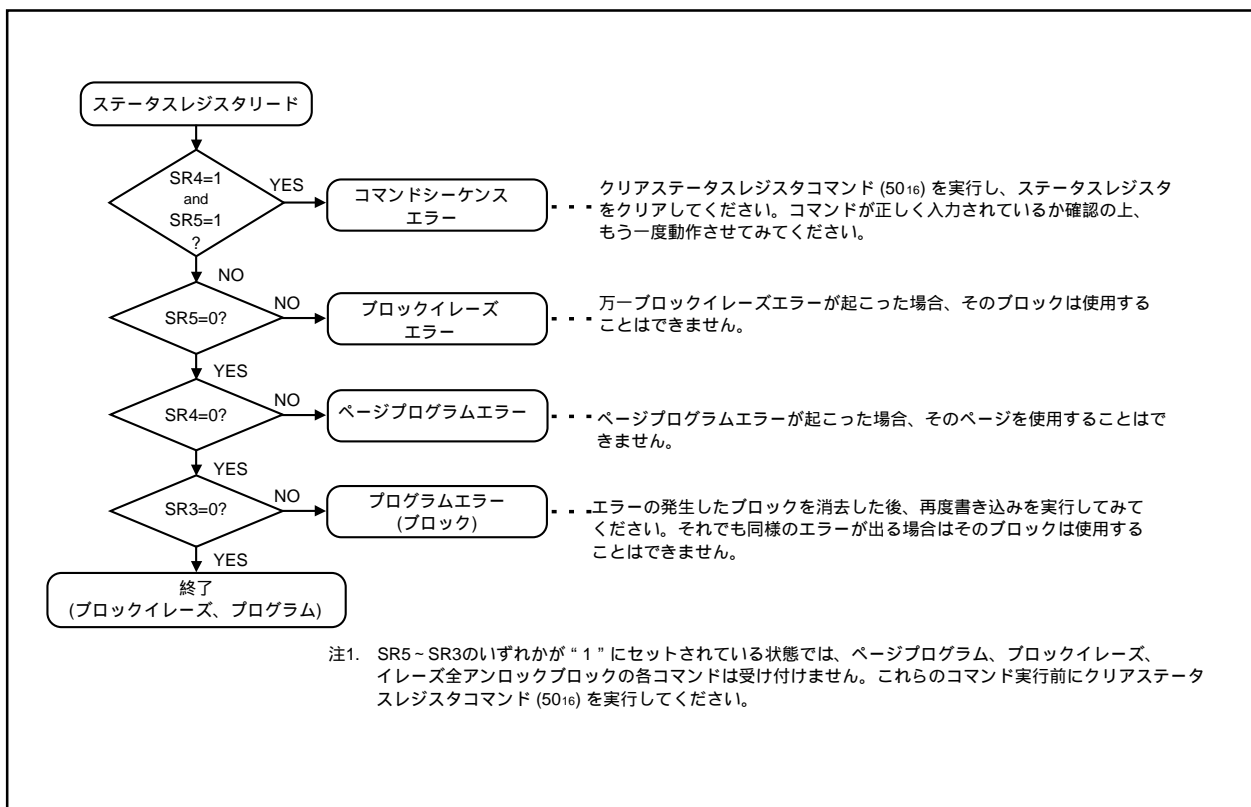 ステータスレジスタリード
SR4=1
and
SR5=1
?
YES
コマンドシーケンス
エラー
クリアステータスレジスタコマンド (5016) を実行し、ステータスレジスタ
をクリアしてください。コマンドが正しく入力されているか確認の上、
もう一度動作させてみてください。
NO
SR5=0?
NO
ブロックイレーズ
エラー
万一ブロックイレーズエラーが起こった場合、そのブロックは使用する
ことはできません。
YES
SR4=0?
NO
ページプログラムエラー
ページプログラムエラーが起こった場合、そのページを使用することはで
きません。
YES
SR3=0?
NO
プログラムエラー
(ブロック)
エラーの発生したブロックを消去した後、再度書き込みを実行してみて
ください。それでも同様のエラーが出る場合はそのブロックは使用する
ことはできません。
YES
終了
(ブロックイレーズ、プログラム)
注1. SR5~SR3のいずれかが“1”にセットされている状態では、ページプログラム、ブロックイレーズ、
イレーズ全アンロックブロックの各コマンドは受け付けません。これらのコマンド実行前にクリアステータ
スレジスタコマンド (5016) を実行してください。